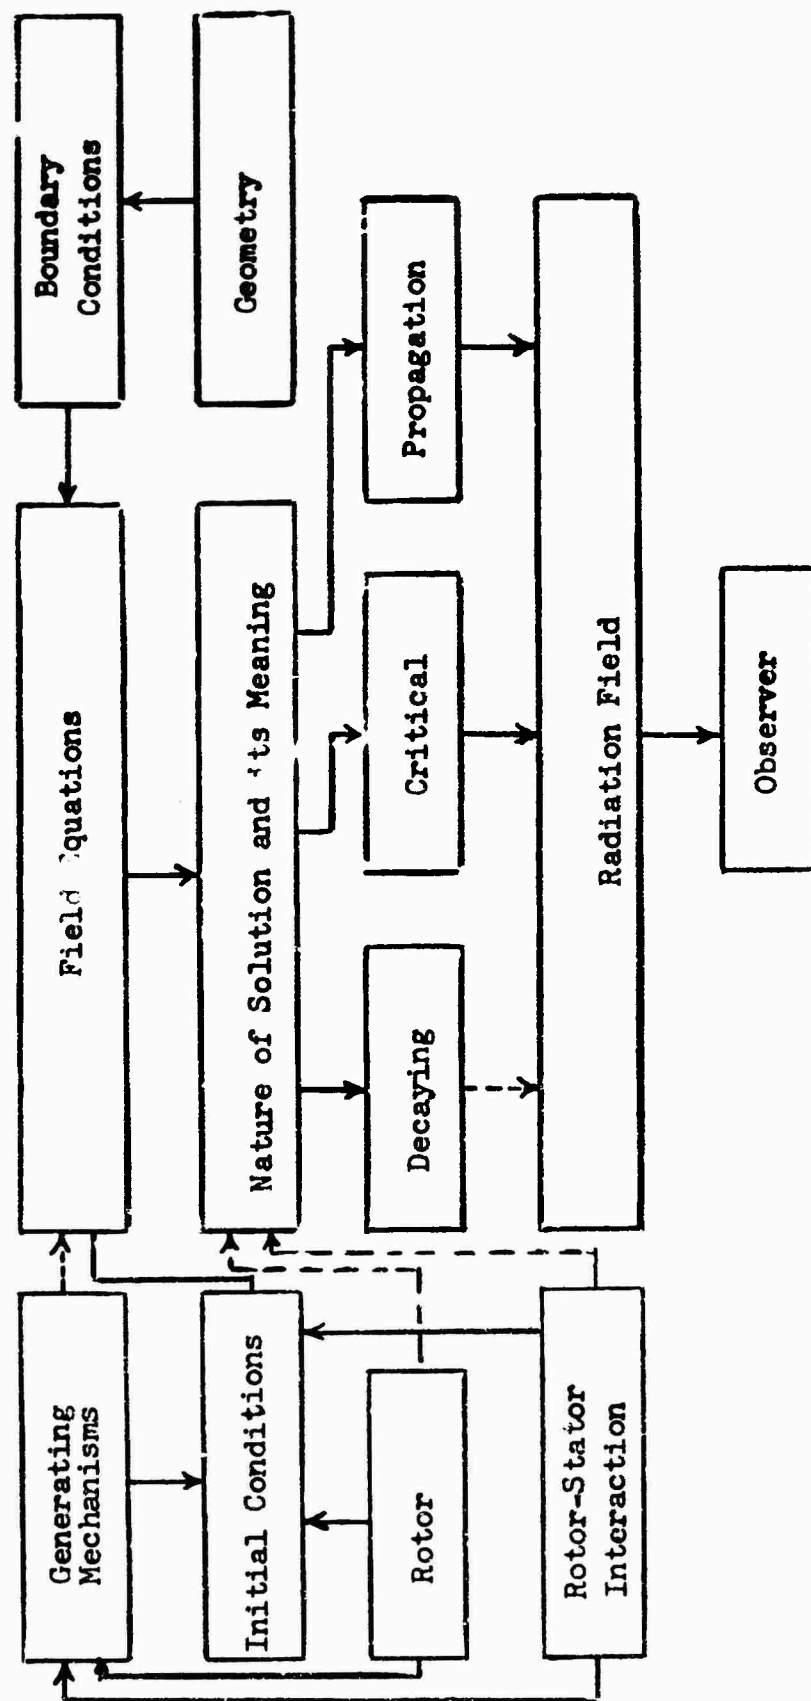 Generating
Mechanisms
Field Equations
Boundary
Conditions
Initial Conditions
Nature of Solution and its Meaning
Geometry
Rotor
Decaying
Critical
Propagation
Rotor-Stator
Interaction
Radiation Field
Observer